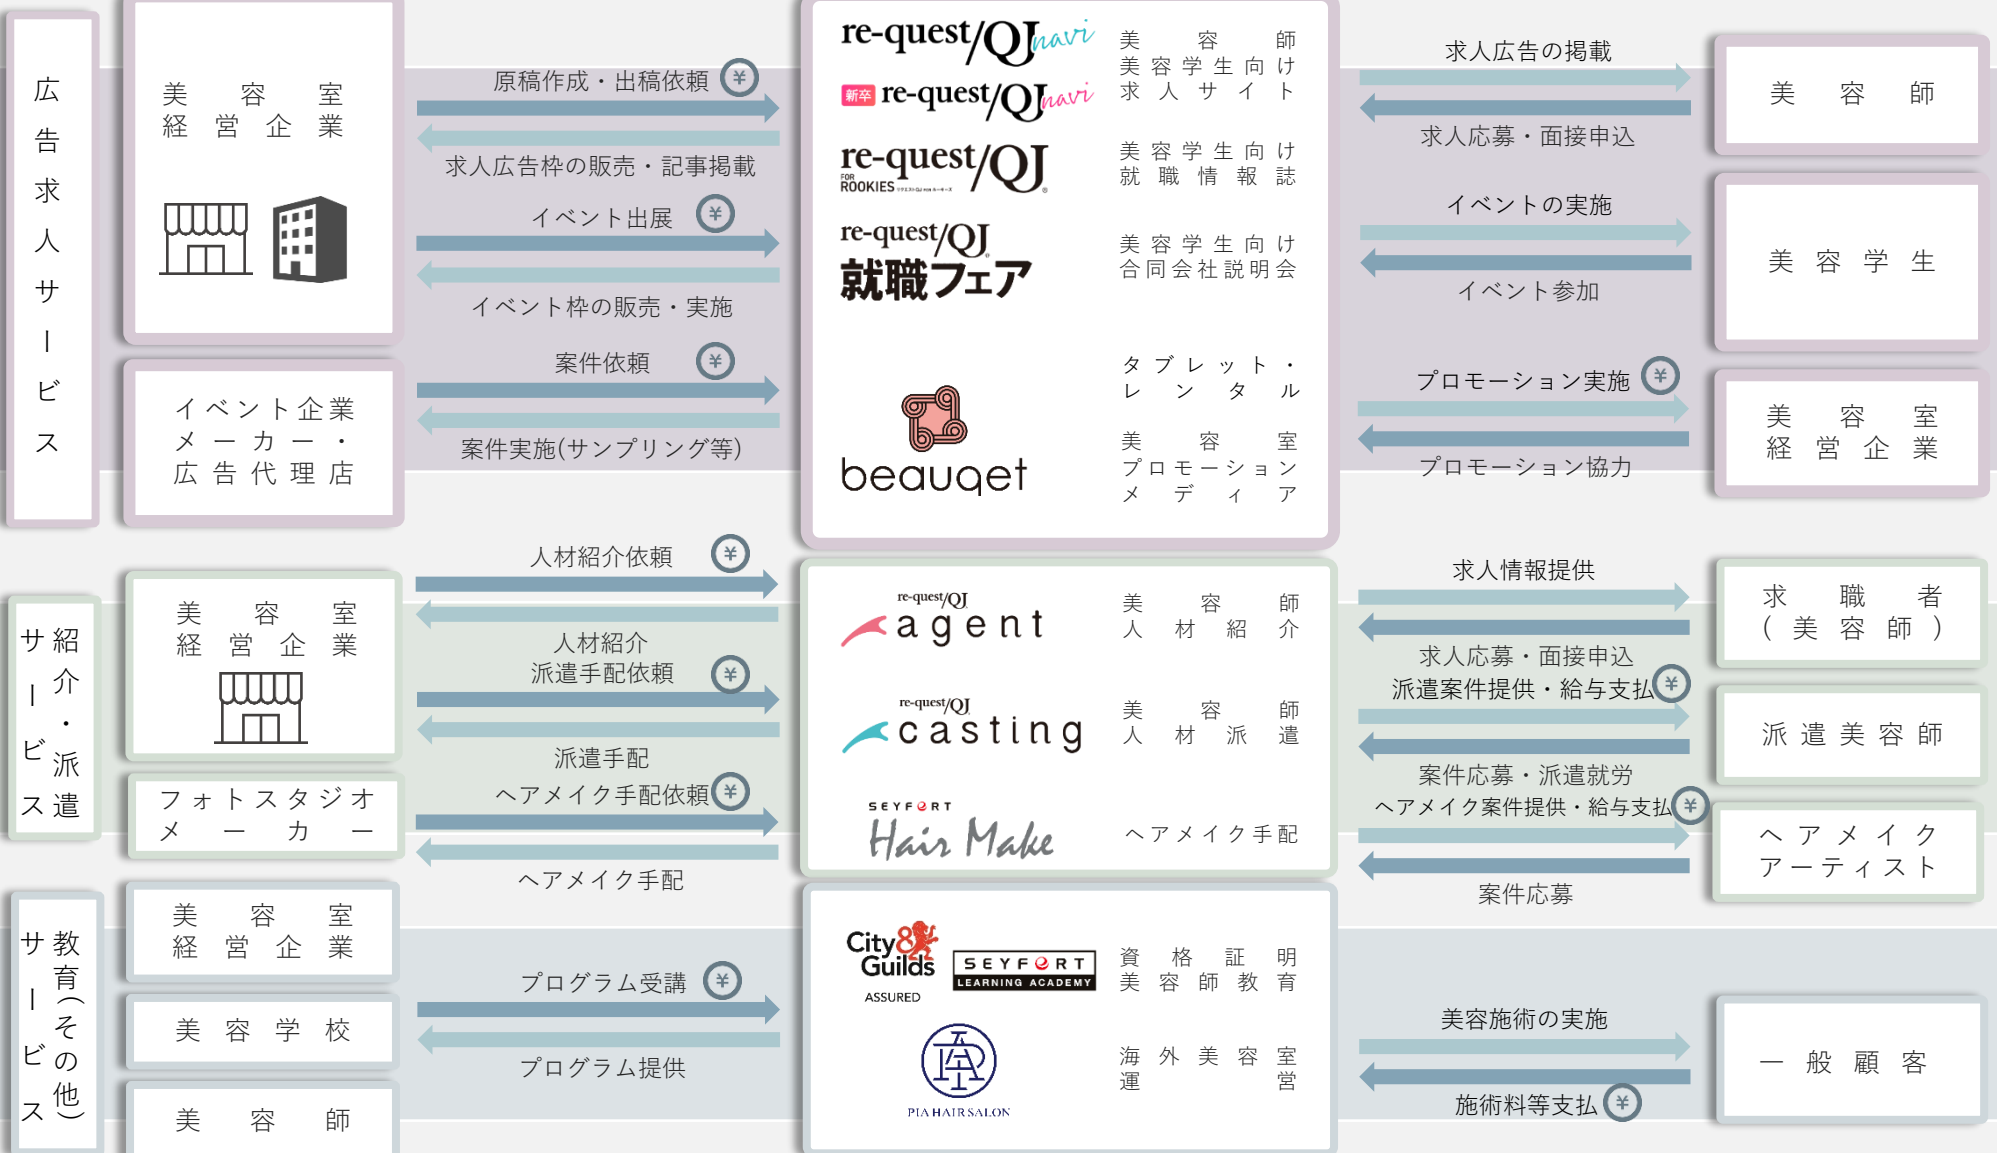 広告求人サービス
美容室
経営企業
イベント企業
メーカー・
広告代理店
原稿作成・出稿依頼 ¥
求人広告枠の販売・記事掲載
イベント出展 ¥
イベント枠の販売・実施
案件依頼 ¥
案件実施(サンプリング等)
re-quest/QJ navi
新卒 re-quest/QJ navi
美容師
美容学生向け
求人サイト
re-quest/QJ
FOR
ROOKIES
美容学生向け
就職情報誌
re-quest/QJ
就職フェア
美容学生向け
合同会社説明会
beauqet
タブレット・
レンタル
美容室
プロモーション
メディア
求人広告の掲載
求人応募・面接申込
イベントの実施
イベント参加
プロモーション実施 ¥
プロモーション協力
美容師
美容学生
美容室
経営企業
紹介・派遣
サービス
美容室
経営企業
フォトスタジオ
メーカー
人材紹介依頼 ¥
人材紹介
派遣手配依頼 ¥
派遣手配
ヘアメイク手配依頼 ¥
ヘアメイク手配
re-quest/QJ
agent
美容師
人材紹介
re-quest/QJ
casting
美容師
人材派遣
SEYFORT
Hair Make
ヘアメイク手配
求人情報提供
求人応募・面接申込
派遣案件提供・給与支払 ¥
案件応募・派遣就労
ヘアメイク案件提供・給与支払 ¥
案件応募
求職者
(美容師)
派遣美容師
ヘアメイク
アーティスト
教育(その他)
サービス
美容室
経営企業
美容学校
美容師
プログラム受講 ¥
プログラム提供
City &
Guilds
ASSURED
SEYFORT
LEARNING ACADEMY
資格証明
美容師教育
PIA HAIR SALON
海外美容室
運営
美容施術の実施
施術料等支払 ¥
一般顧客